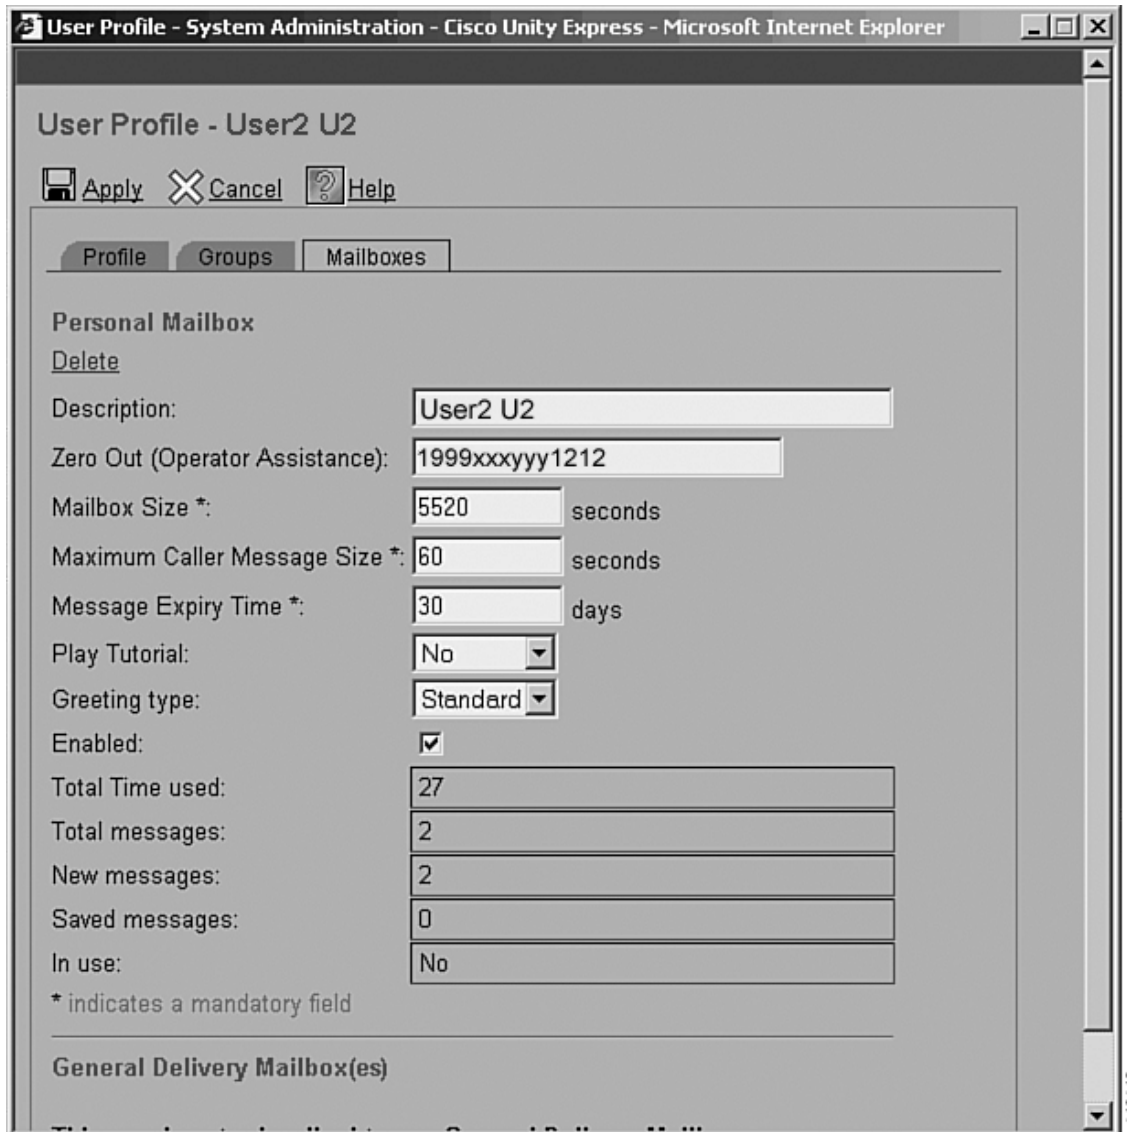 User Profile - System Administration - Cisco Unity Express - Microsoft Internet Explorer
User Profile - User2 U2
Apply Cancel Help
Profile Groups Mailboxes
Personal Mailbox
Delete
Description: User2 U2
Zero Out (Operator Assistance): 1999xxxyyy1212
Mailbox Size *: 5520 seconds
Maximum Caller Message Size *: 60 seconds
Message Expiry Time *: 30 days
Play Tutorial: No
Greeting type: Standard
Enabled:
Total Time used: 27
Total messages: 2
New messages: 2
Saved messages: 0
In use: No
* indicates a mandatory field
General Delivery Mailbox(es)